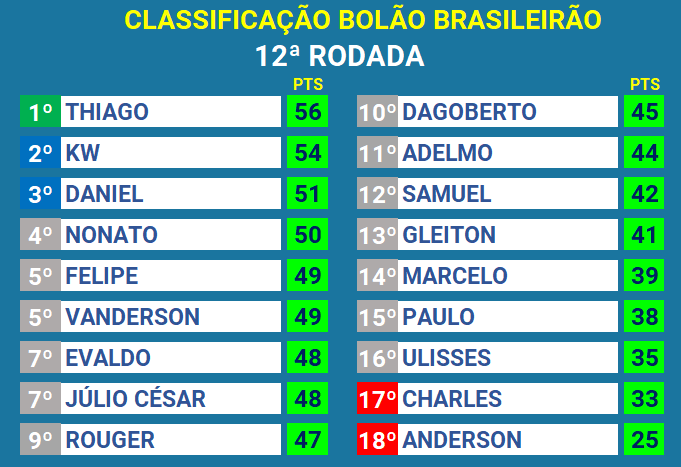 CLASSIFICAÇÃO BOLÃO BRASILEIRÃO
12ª RODADA
PTS
1º THIAGO 56
2º KW 54
3º DANIEL 51
4º NONATO 50
5º FELIPE 49
5º VANDERSON 49
7º EVALDO 48
7º JÚLIO CÉSAR 48
9º ROUGER 47
PTS
10º DAGOBERTO 45
11º ADELMO 44
12º SAMUEL 42
13º GLEITON 41
14º MARCELO 39
15º PAULO 38
16º ULISSES 35
17º CHARLES 33
18º ANDERSON 25